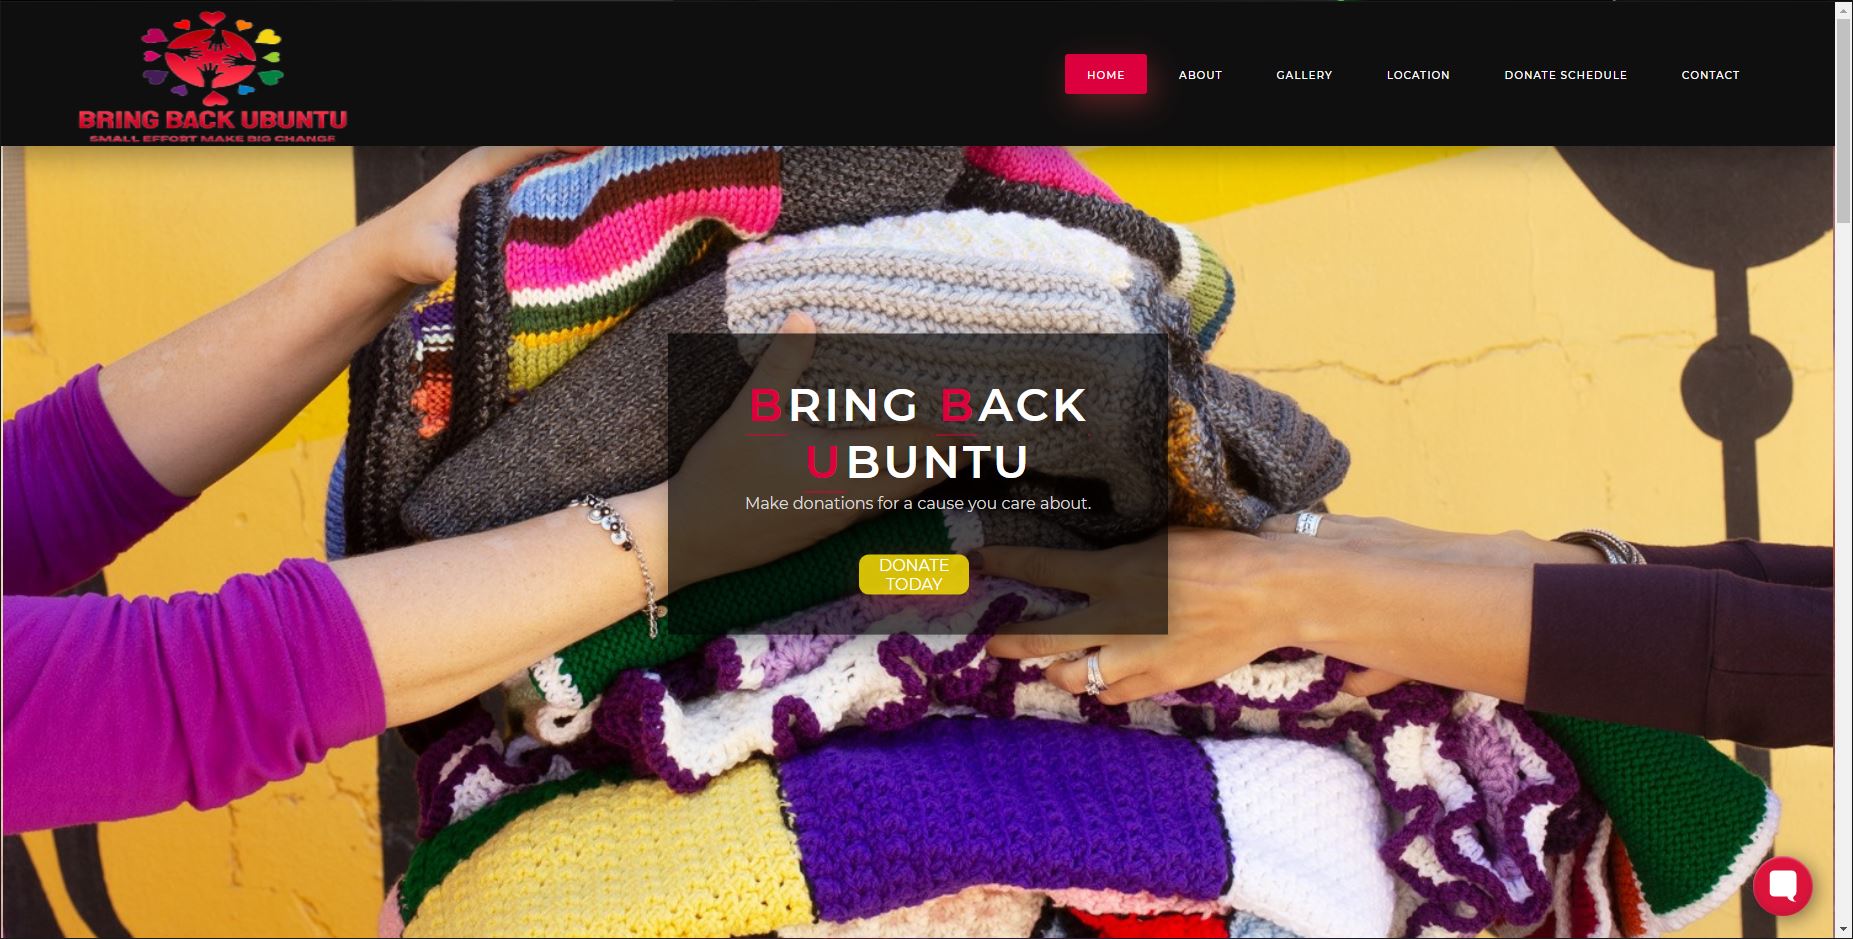 BRING BACK UBUNTU
SMALL EFFORT MAKE BIG CHANGE
HOME
ABOUT
GALLERY
LOCATION
DONATE SCHEDULE
CONTACT
BRING BACK
UBUNTU
Make donations for a cause you care about.
DONATE
TODAY